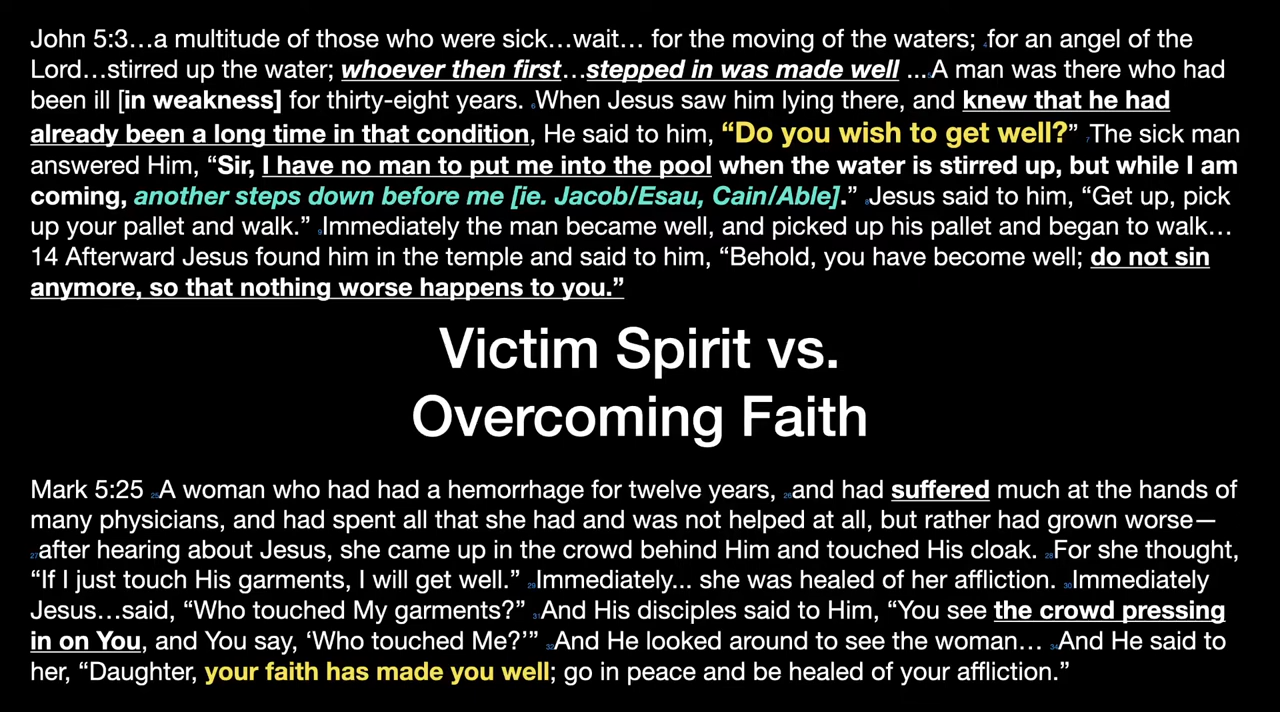 John 5:3…a multitude of those who were sick…wait… for the moving of the waters; 4 for an angel of the
Lord…stirred up the water; whoever then first…stepped in was made well ...5 A man was there who had
been ill [in weakness] for thirty-eight years. 6 When Jesus saw him lying there, and knew that he had
already been a long time in that condition, He said to him, “Do you wish to get well?” 7 The sick man
answered Him, “Sir, I have no man to put me into the pool when the water is stirred up, but while I am
coming, another steps down before me [ie. Jacob/Esau, Cain/Able].” 8 Jesus said to him, “Get up, pick
up your pallet and walk.” 9 Immediately the man became well, and picked up his pallet and began to walk…
14 Afterward Jesus found him in the temple and said to him, “Behold, you have become well; do not sin
anymore, so that nothing worse happens to you.”
Victim Spirit vs.
Overcoming Faith
Mark 5:25 25 A woman who had had a hemorrhage for twelve years, 26 and had suffered much at the hands of
many physicians, and had spent all that she had and was not helped at all, but rather had grown worse—
27 after hearing about Jesus, she came up in the crowd behind Him and touched His cloak. 28 For she thought,
“If I just touch His garments, I will get well.” 29 Immediately... she was healed of her affliction. 30 Immediately
Jesus…said, “Who touched My garments?” 31 And His disciples said to Him, “You see the crowd pressing
in on You, and You say, ‘Who touched Me?’” 32 And He looked around to see the woman… 34 And He said to
her, “Daughter, your faith has made you well; go in peace and be healed of your affliction.”